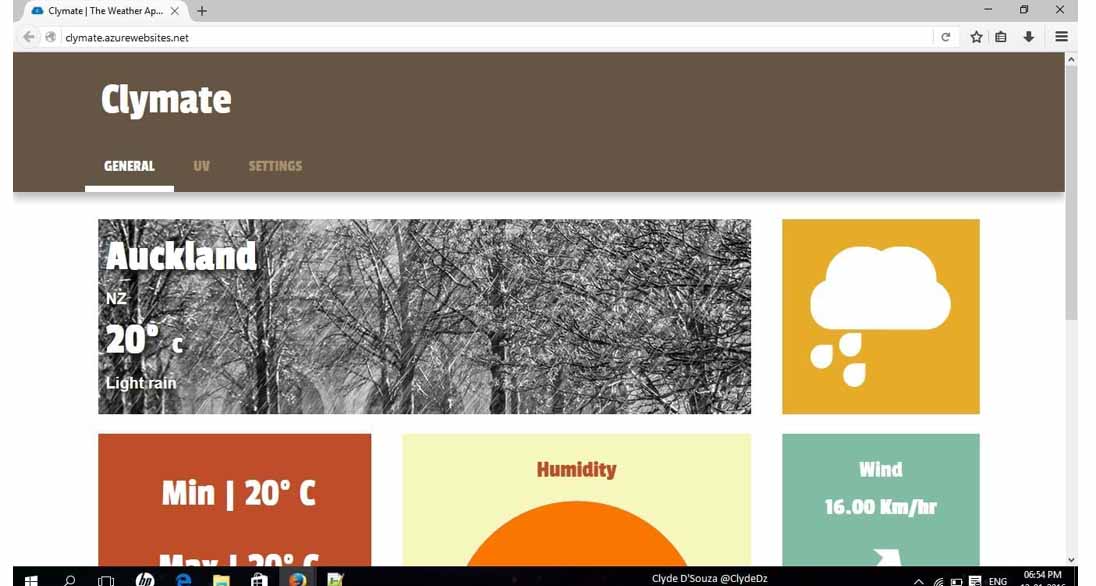 Clymate | The Weather Ap...
clymate.azurewebsites.net
Clymate
GENERAL UV SETTINGS
Auckland
NZ
20° c
Light rain
Min | 20° C
Max | 20° C
Humidity
Wind
16.00 Km/hr
Clyde D'Souza @ClydeDz
ENG
06:54 PM